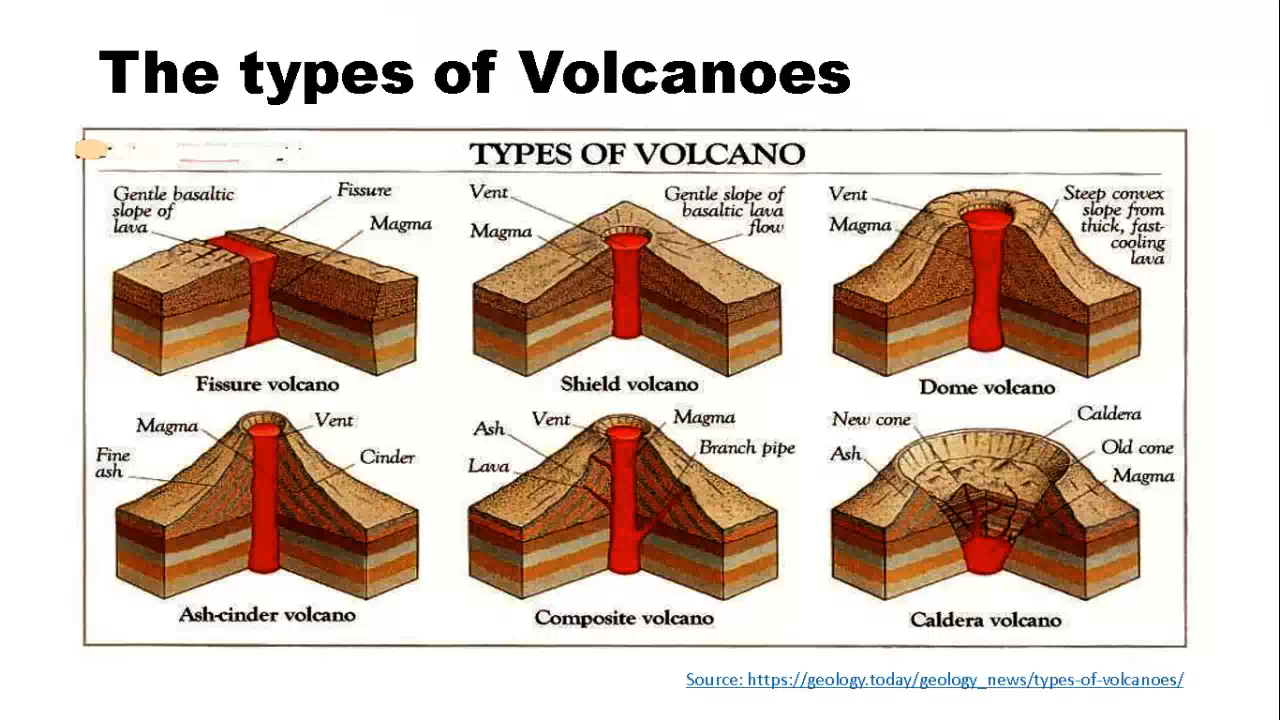 The types of Volcanoes
TYPES OF VOLCANO
Gentle basaltic
slope of
lava
Fissure
Magma
Fissure volcano
Vent
Magma
Gentle slope of
basaltic lava
flow
Shield volcano
Vent
Magma
Steep convex
slope from
thick, fast-
cooling
lava
Dome volcano
Magma
Vent
Fine
ash
Cinder
Ash-cinder volcano
Ash
Vent
Magma
Lava
Branch pipe
Composite volcano
New cone
Caldera
Ash
Old cone
Magma
Caldera volcano
Source: https://geology.today/geology_news/types-of-volcanoes/